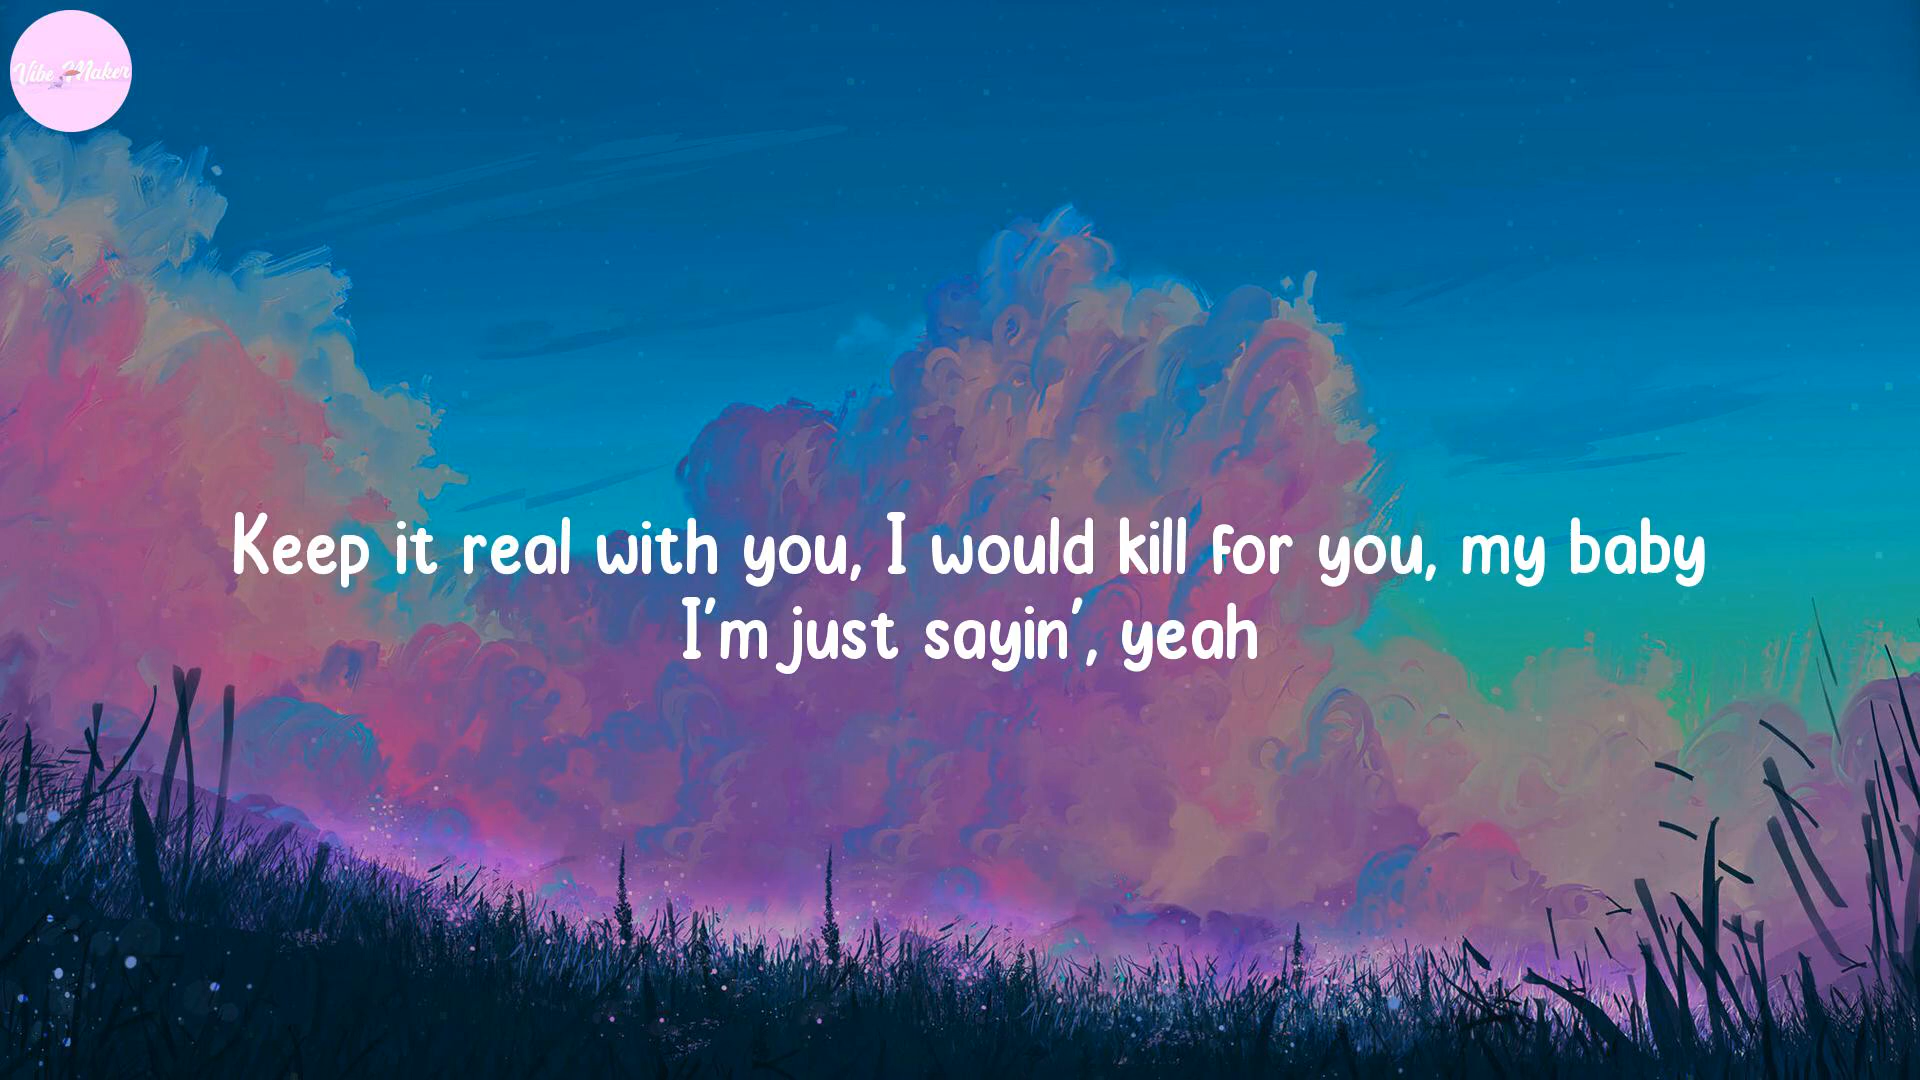 Vibe Maker
Keep it real with you, I would kill for you, my baby
I'm just sayin', yeah